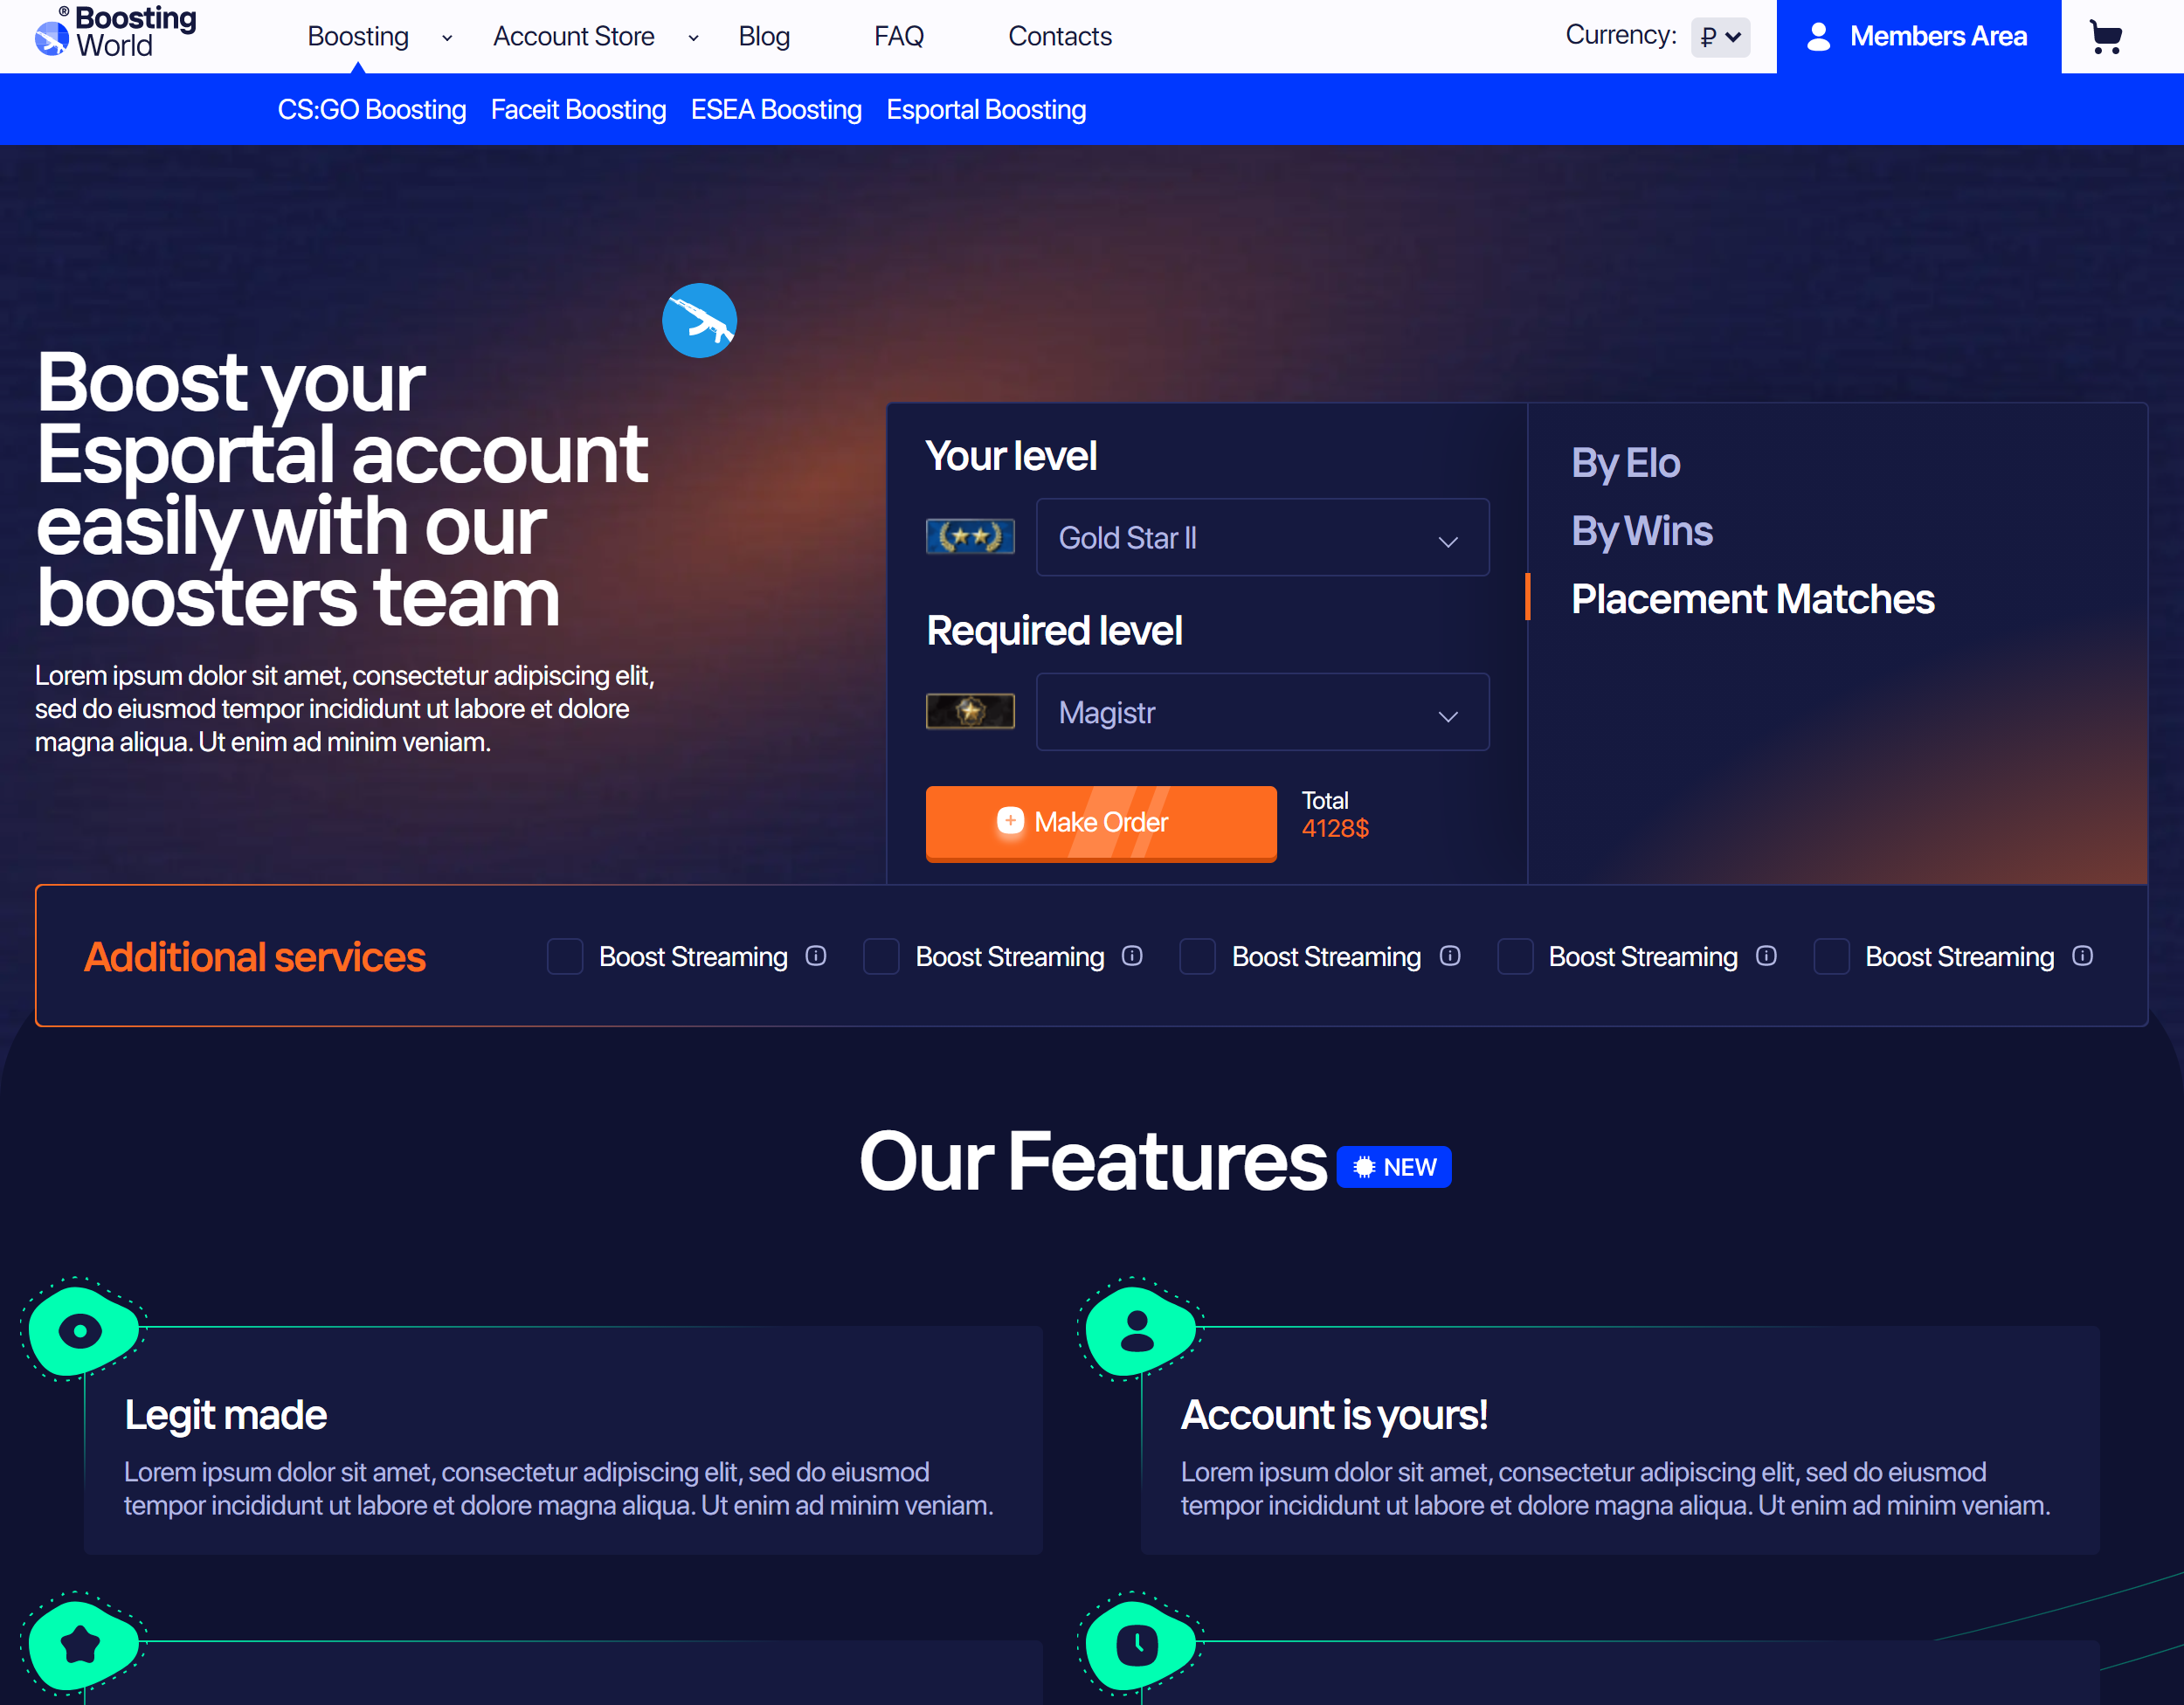 ® Boosting
World
Boosting
Account Store
Blog
FAQ
Contacts
Currency:
₽
Members Area
CS:GO Boosting
Faceit Boosting
ESEA Boosting
Esportal Boosting
Boost your
Esportal account
easily with our
boosters team
Lorem ipsum dolor sit amet, consectetur adipiscing elit,
sed do eiusmod tempor incididunt ut labore et dolore
magna aliqua. Ut enim ad minim veniam.
Your level
Gold Star II
Required level
Magistr
Make Order
Total
4128$
By Elo
By Wins
Placement Matches
Additional services
Boost Streaming
Boost Streaming
Boost Streaming
Boost Streaming
Boost Streaming
Our Features
NEW
Legit made
Lorem ipsum dolor sit amet, consectetur adipiscing elit, sed do eiusmod
tempor incididunt ut labore et dolore magna aliqua. Ut enim ad minim veniam.
Account is yours!
Lorem ipsum dolor sit amet, consectetur adipiscing elit, sed do eiusmod
tempor incididunt ut labore et dolore magna aliqua. Ut enim ad minim veniam.